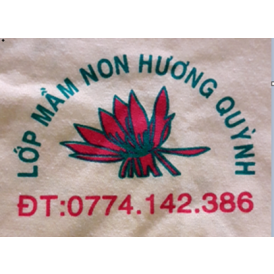 LỚP MẦM NON HƯƠNG QUỲNH
ĐT:0774.142.386